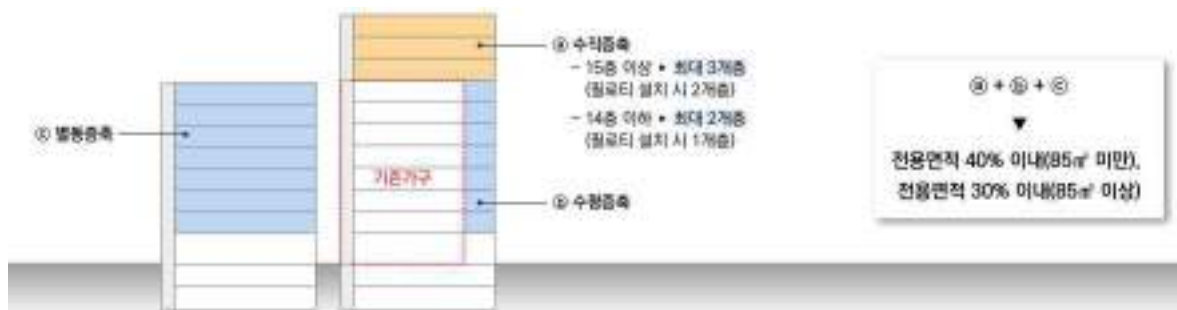 ⓒ 별동증축
기존가구
ⓐ 수직증축
- 15층 이상 • 최대 3개층
(필로티 설치 시 2개층)
- 14층 이하 • 최대 2개층
(필로티 설치 시 1개층)
ⓑ 수평증축
ⓐ + ⓑ + ⓒ
▼
전용면적 40% 이내(85㎡ 미만),
전용면적 30% 이내(85㎡ 이상)